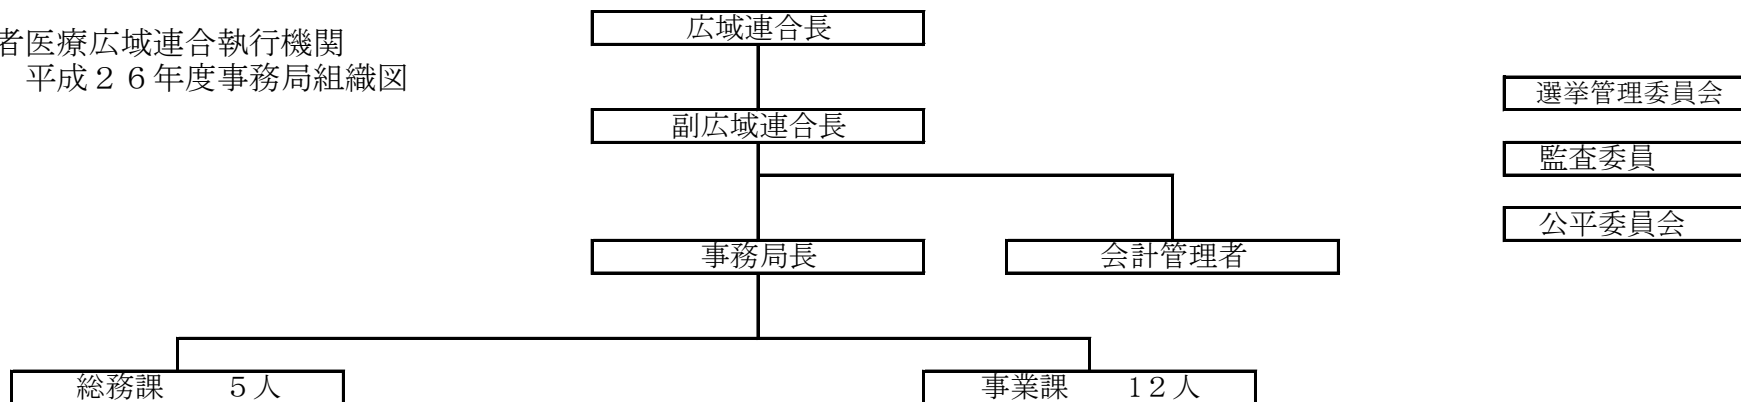 広域連合長
者医療広域連合執行機関
平成２６年度事務局組織図
選挙管理委員会
副広域連合長
監査委員
公平委員会
事務局長
会計管理者
総務課　　５人
事業課　　１２人